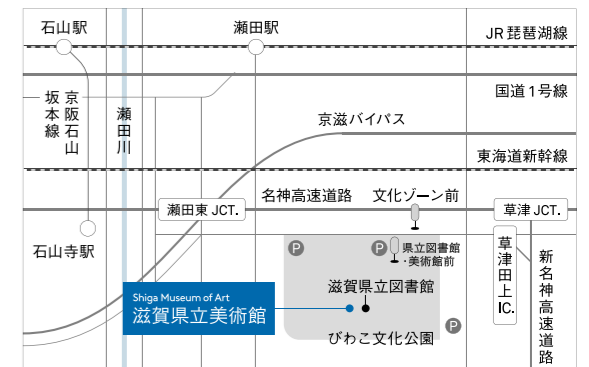 石山駅
瀬田駅
JR琵琶湖線
国道1号線
京阪石山
坂本線
瀬田川
京滋バイパス
東海道新幹線
名神高速道路
文化ゾーン前
瀬田東 JCT.
草津 JCT.
石山寺駅
P
P
県立図書館
・美術館前
草津田上IC.
新名神高速道路
滋賀県立図書館
Shiga Museum of Art
滋賀県立美術館
P
びわこ文化公園